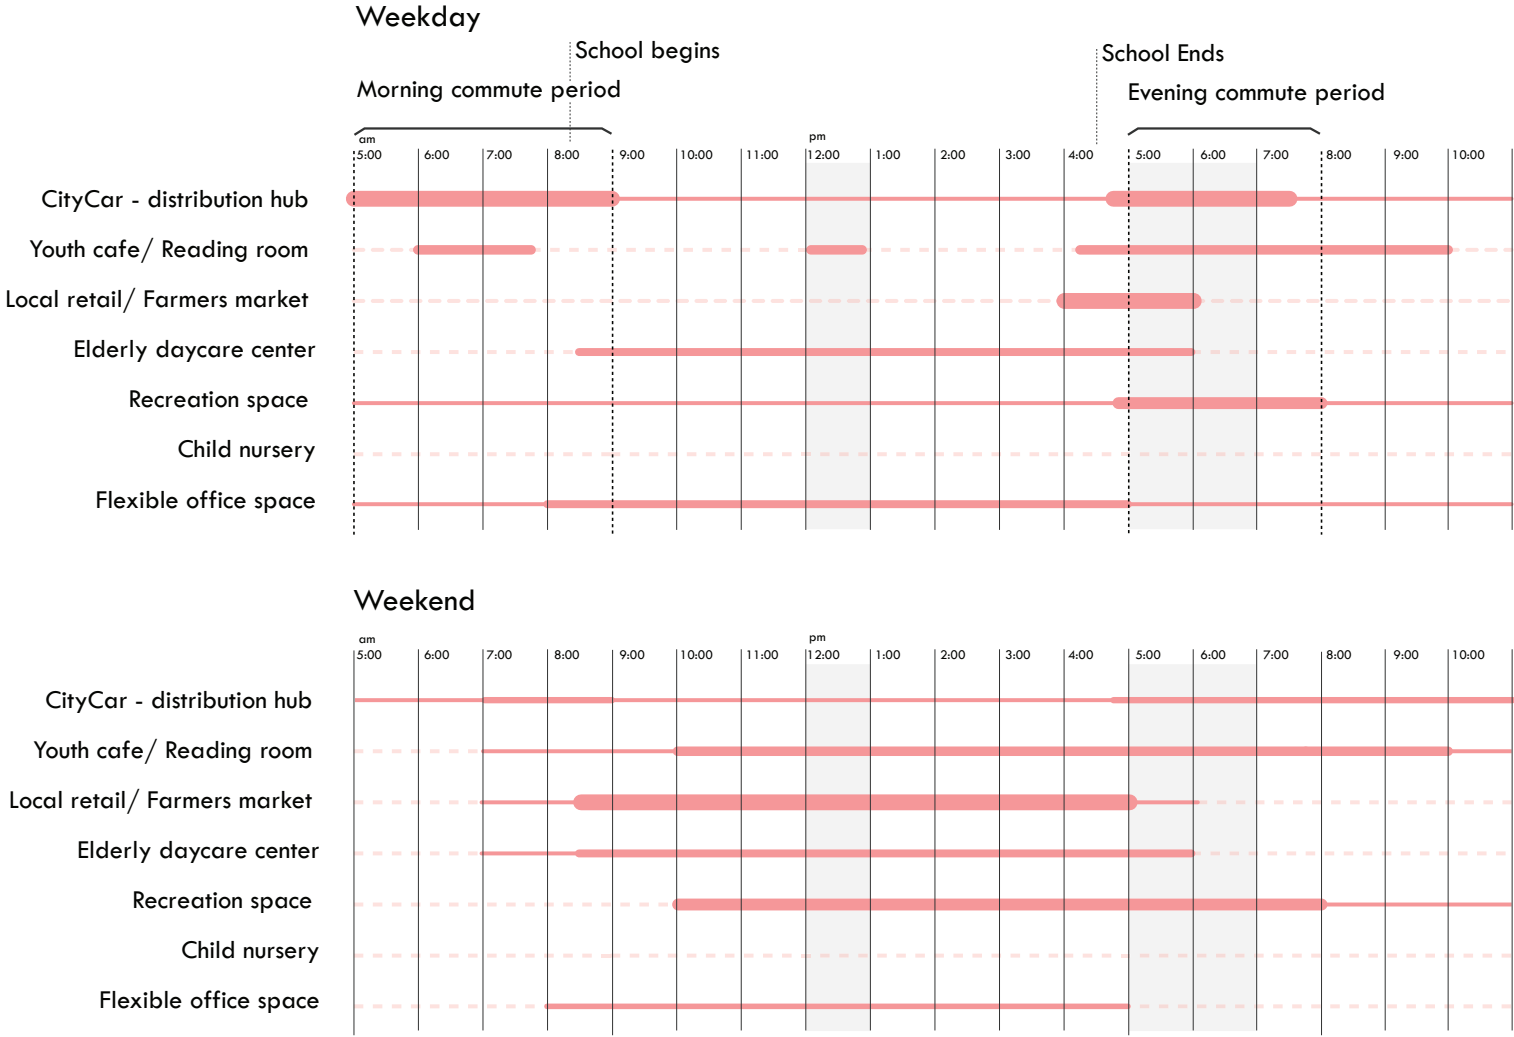 Weekday
School begins
School Ends
Morning commute period
Evening commute period
am
pm
5:00 6:00 7:00 8:00 9:00 10:00 11:00 12:00 1:00 2:00 3:00 4:00 5:00 6:00 7:00 8:00 9:00 10:00
CityCar - distribution hub
Youth cafe/ Reading room
Local retail/ Farmers market
Elderly daycare center
Recreation space
Child nursery
Flexible office space
Weekend
am
pm
5:00 6:00 7:00 8:00 9:00 10:00 11:00 12:00 1:00 2:00 3:00 4:00 5:00 6:00 7:00 8:00 9:00 10:00
CityCar - distribution hub
Youth cafe/ Reading room
Local retail/ Farmers market
Elderly daycare center
Recreation space
Child nursery
Flexible office space